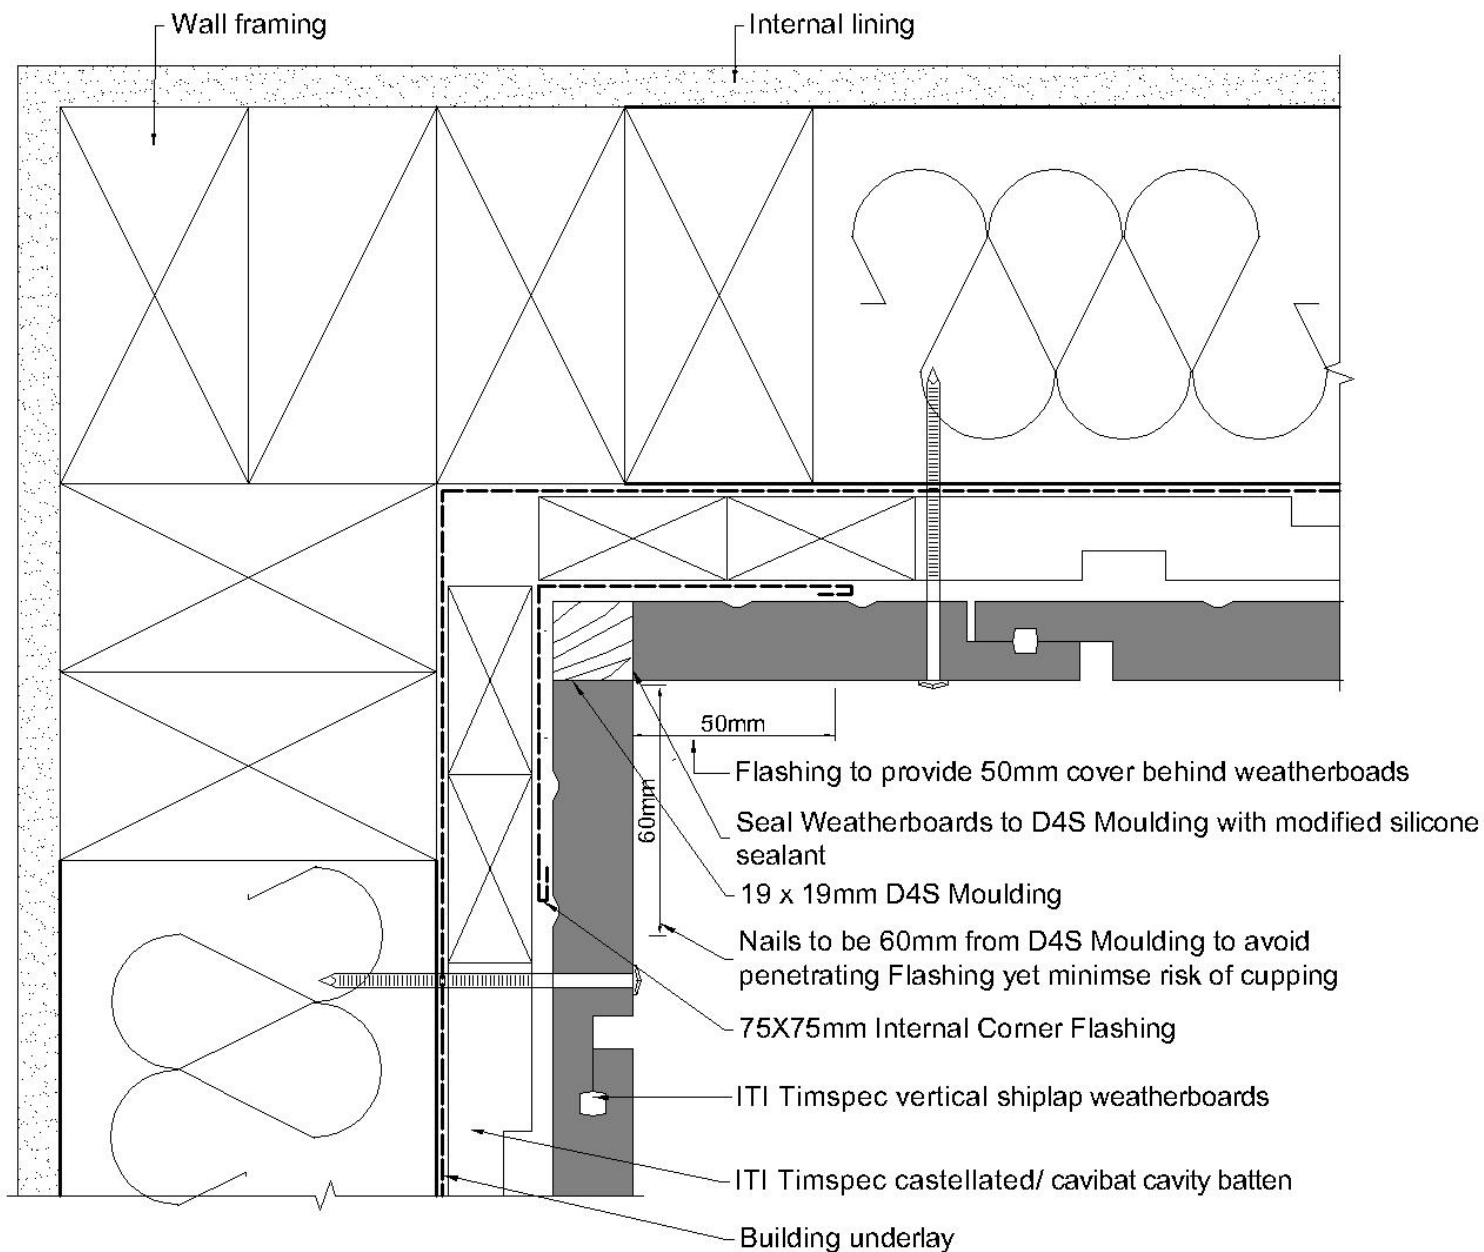 Wall framing
Internal lining
50mm
60mm
Flashing to provide 50mm cover behind weatherboads
Seal Weatherboards to D4S Moulding with modified silicone
sealant
19 x 19mm D4S Moulding
Nails to be 60mm from D4S Moulding to avoid
penetrating Flashing yet minimse risk of cupping
75X75mm Internal Corner Flashing
ITI Timspec vertical shiplap weatherboards
ITI Timspec castellated/ cavibat cavity batten
Building underlay